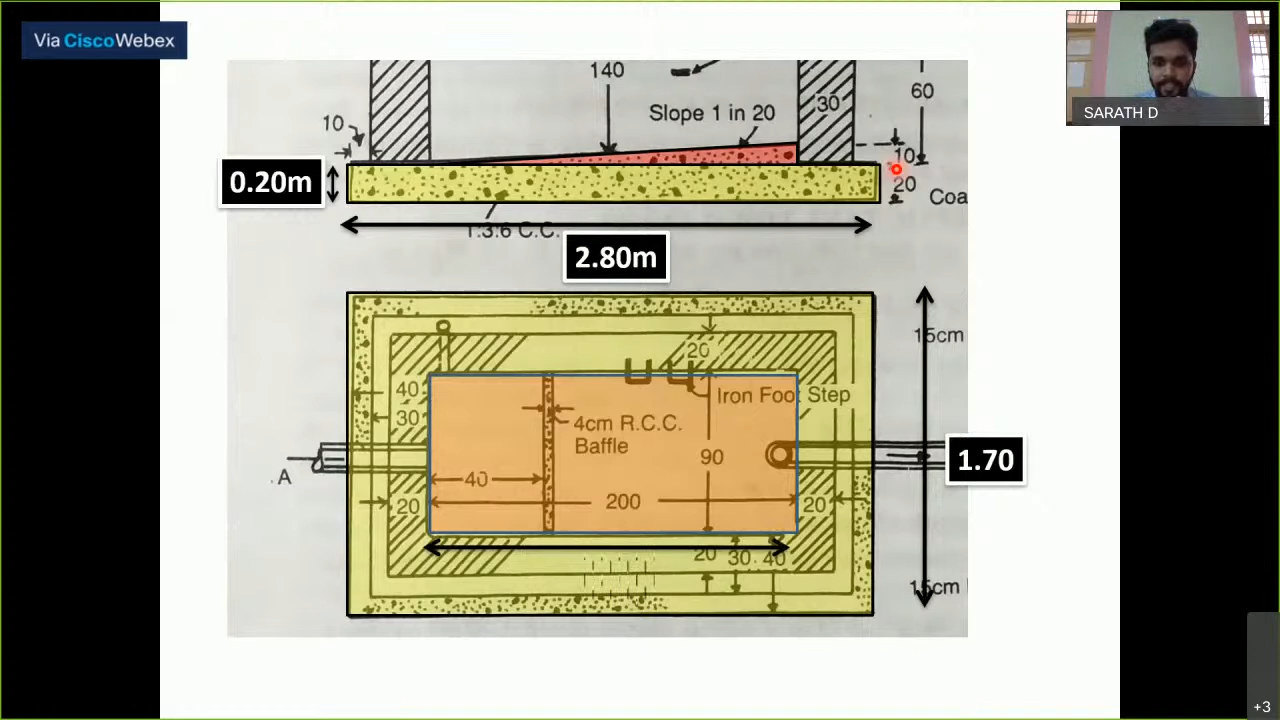 Via CiscoWebex
SARATH D
140
Slope 1 in 20
30
60
10
10
0.20m
20
Coa
1:3:6 C.C.
2.80m
15cm
20
40
Iron Foot Step
30
4cm R.C.C.
Baffle
90
1.70
A
40
200
20
20
20
30
40
15cm
+3